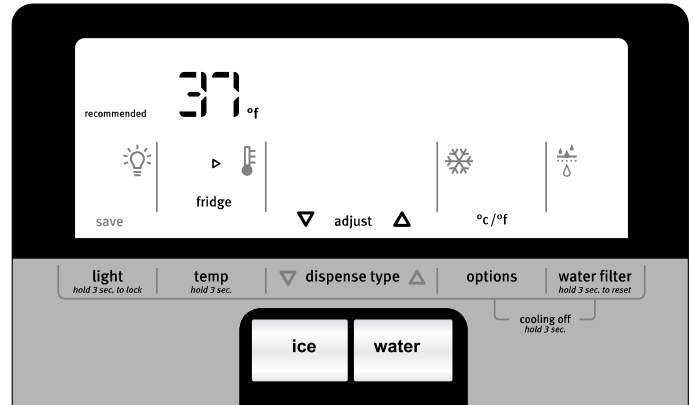 37 °f
recommended
fridge
save
adjust
°c/°f
light
hold 3 sec. to lock
temp
hold 3 sec.
dispense type
options
water filter
hold 3 sec. to reset
cooling off
hold 3 sec.
ice
water